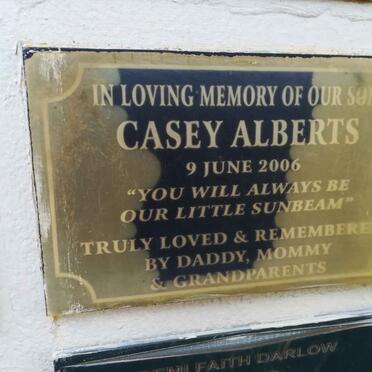 IN LOVING MEMORY OF OUR SON
CASEY ALBERTS
9 JUNE 2006
"YOU WILL ALWAYS BE
OUR LITTLE SUNBEAM"
TRULY LOVED & REMEMBERE
BY DADDY, MOMMY
& GRANDPARENTS
FAITH DARLOW